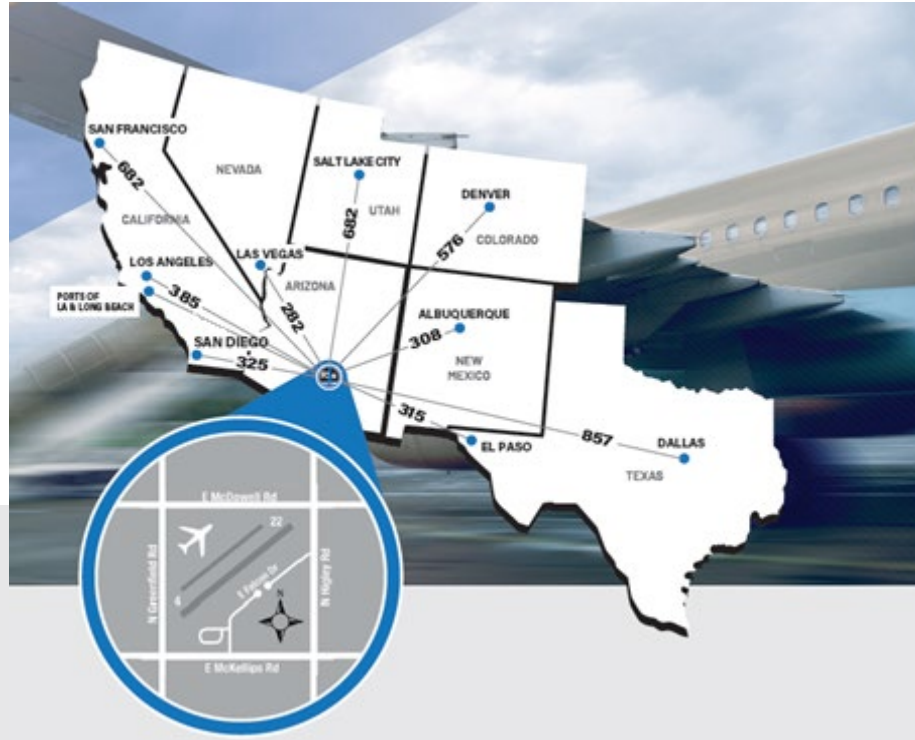 SAN FRANCISCO
682
NEVADA
SALT LAKE CITY
682
UTAH
DENVER
576
COLORADO
CALIFORNIA
LOS ANGELES
385
LAS VEGAS
282
ARIZONA
PORTS OF
LA & LONG BEACH
SAN DIEGO
325
ALBUQUERQUE
308
NEW
MEXICO
315
EL PASO
857
DALLAS
TEXAS
E McDowell Rd
22
N Greenfield Rd
N Higley Rd
4
E Falcon Dr
N
E McKellips Rd